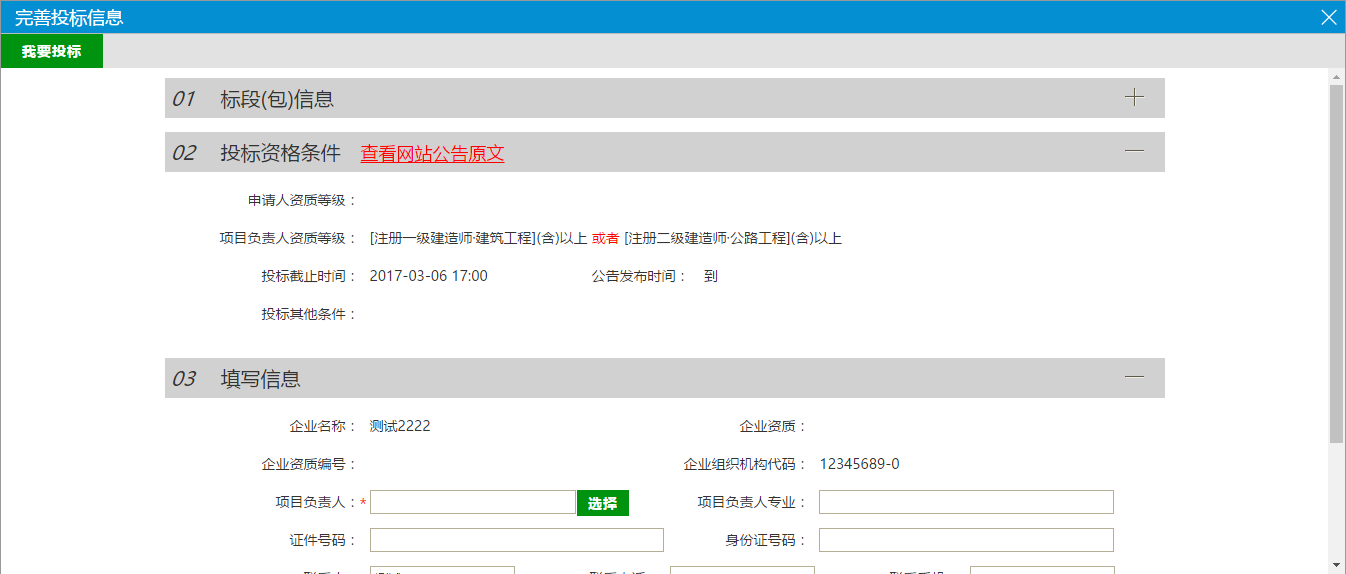 完善投标信息
我要投标
01 标段(包)信息
02 投标资格条件 查看网站公告原文
申请人资质等级：
项目负责人资质等级： [注册一级建造师·建筑工程](含)以上 或者 [注册二级建造师·公路工程](含)以上
投标截止时间： 2017-03-06 17:00 公告发布时间： 到
投标其他条件：
03 填写信息
企业名称： 测试2222 企业资质：
企业资质编号： 企业组织机构代码： 12345689-0
项目负责人：* 选择 项目负责人专业：
证件号码： 身份证号码：